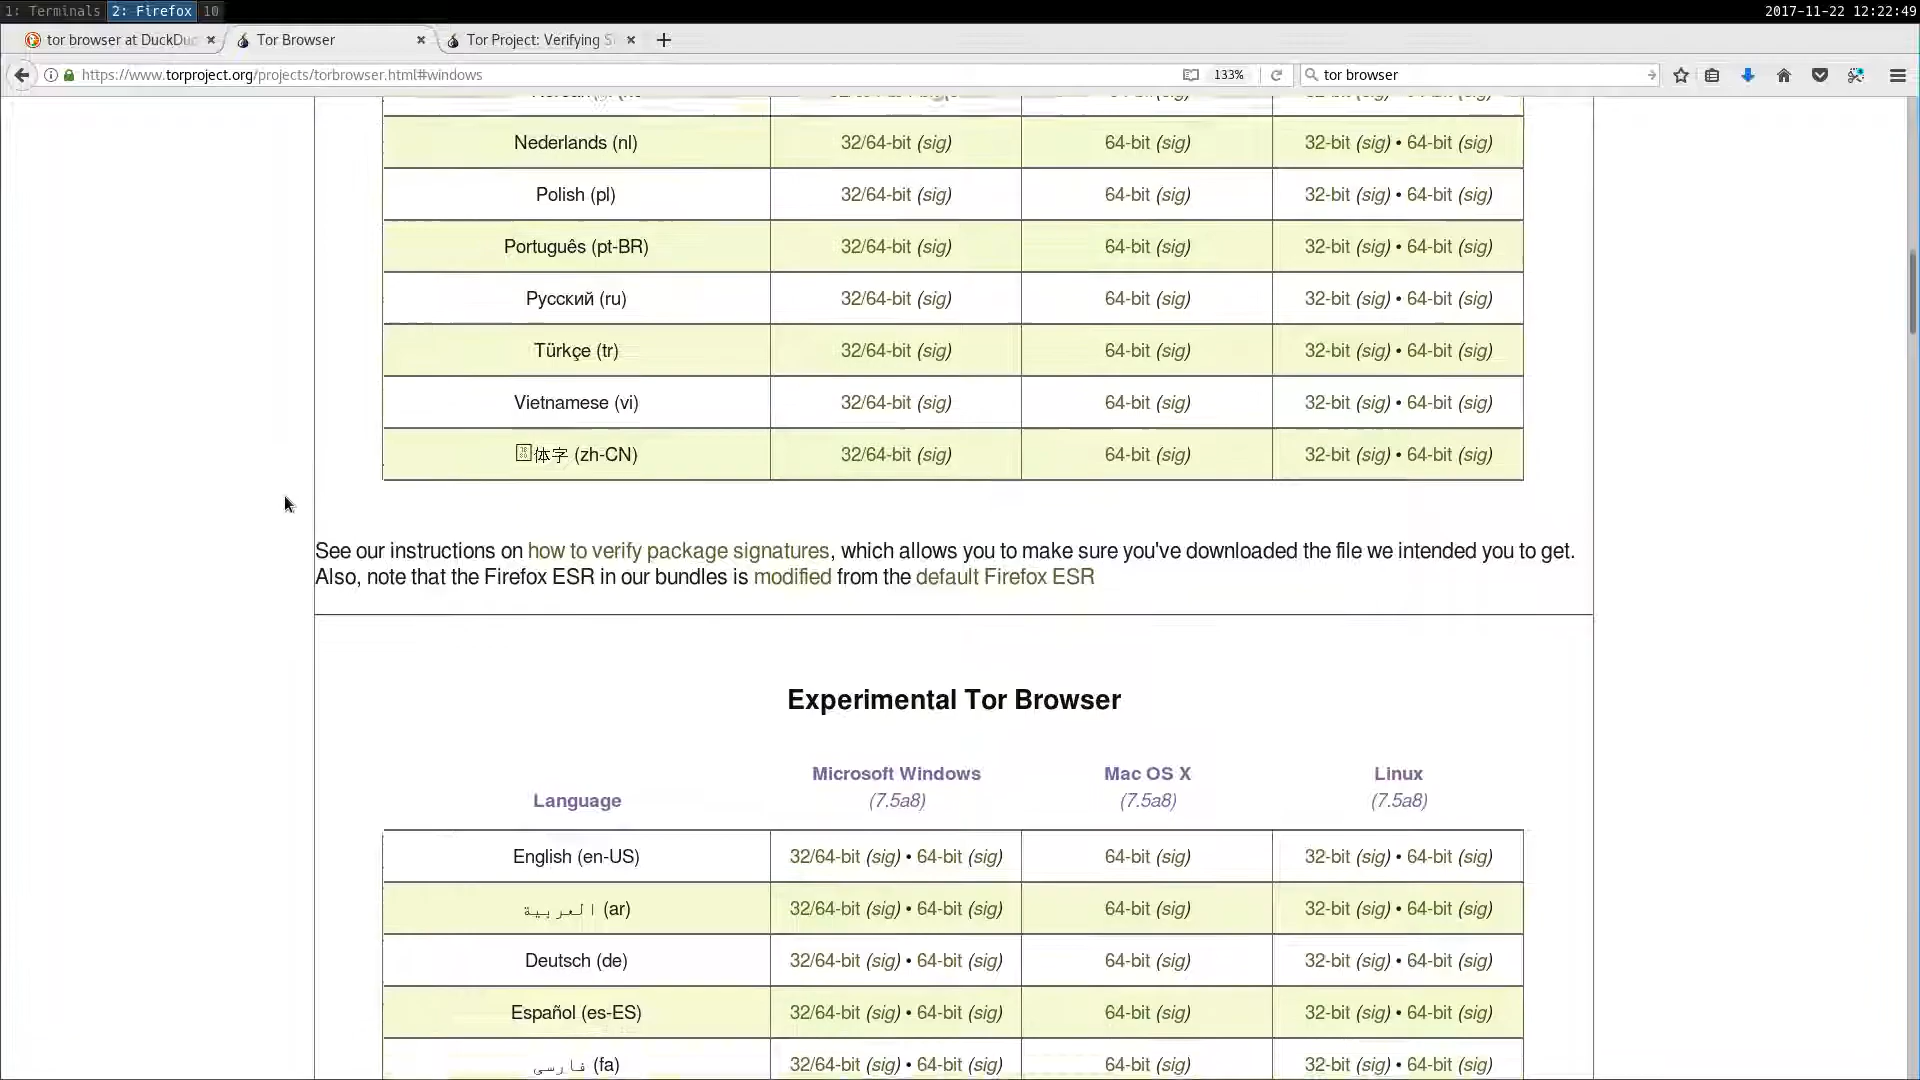 1: Terminals 2: Firefox 10 2017-11-22 12:22:49
tor browser at DuckDuc Tor Browser Tor Project: Verifying S
https://www.torproject.org/projects/torbrowser.html#windows 133% tor browser
Nederlands (nl) 32/64-bit (sig) 64-bit (sig) 32-bit (sig) • 64-bit (sig)
Polish (pl) 32/64-bit (sig) 64-bit (sig) 32-bit (sig) • 64-bit (sig)
Português (pt-BR) 32/64-bit (sig) 64-bit (sig) 32-bit (sig) • 64-bit (sig)
Русский (ru) 32/64-bit (sig) 64-bit (sig) 32-bit (sig) • 64-bit (sig)
Türkçe (tr) 32/64-bit (sig) 64-bit (sig) 32-bit (sig) • 64-bit (sig)
Vietnamese (vi) 32/64-bit (sig) 64-bit (sig) 32-bit (sig) • 64-bit (sig)
体字 (zh-CN) 32/64-bit (sig) 64-bit (sig) 32-bit (sig) • 64-bit (sig)
See our instructions on how to verify package signatures, which allows you to make sure you've downloaded the file we intended you to get.
Also, note that the Firefox ESR in our bundles is modified from the default Firefox ESR
Experimental Tor Browser
Microsoft Windows Mac OS X Linux
Language (7.5a8) (7.5a8) (7.5a8)
English (en-US) 32/64-bit (sig) • 64-bit (sig) 64-bit (sig) 32-bit (sig) • 64-bit (sig)
العربية (ar) 32/64-bit (sig) • 64-bit (sig) 64-bit (sig) 32-bit (sig) • 64-bit (sig)
Deutsch (de) 32/64-bit (sig) • 64-bit (sig) 64-bit (sig) 32-bit (sig) • 64-bit (sig)
Español (es-ES) 32/64-bit (sig) • 64-bit (sig) 64-bit (sig) 32-bit (sig) • 64-bit (sig)
فارسی (fa) 32/64-bit (sig) • 64-bit (sig) 64-bit (sig) 32-bit (sig) • 64-bit (sig)